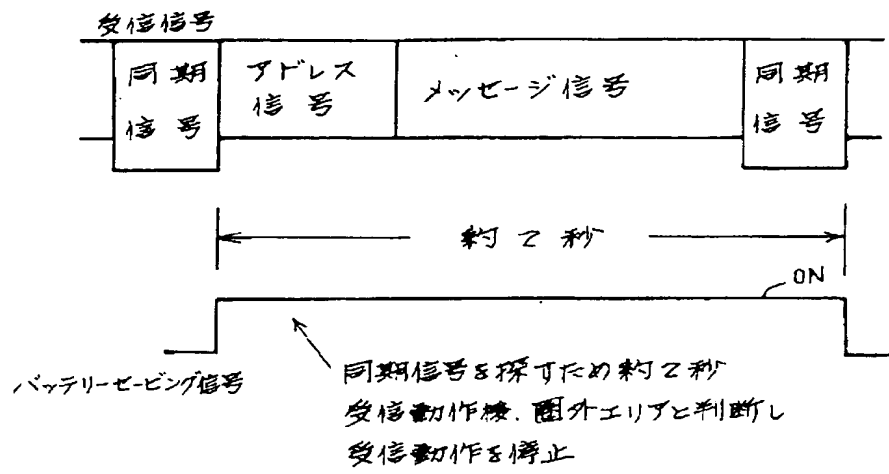 受信信号
同期
信号
アドレス
信号
メッセージ信号
同期
信号
約2秒
ON
バッテリーセービング信号
同期信号を探すため約2秒
受信動作後、圏外エリアと判断し
受信動作を停止